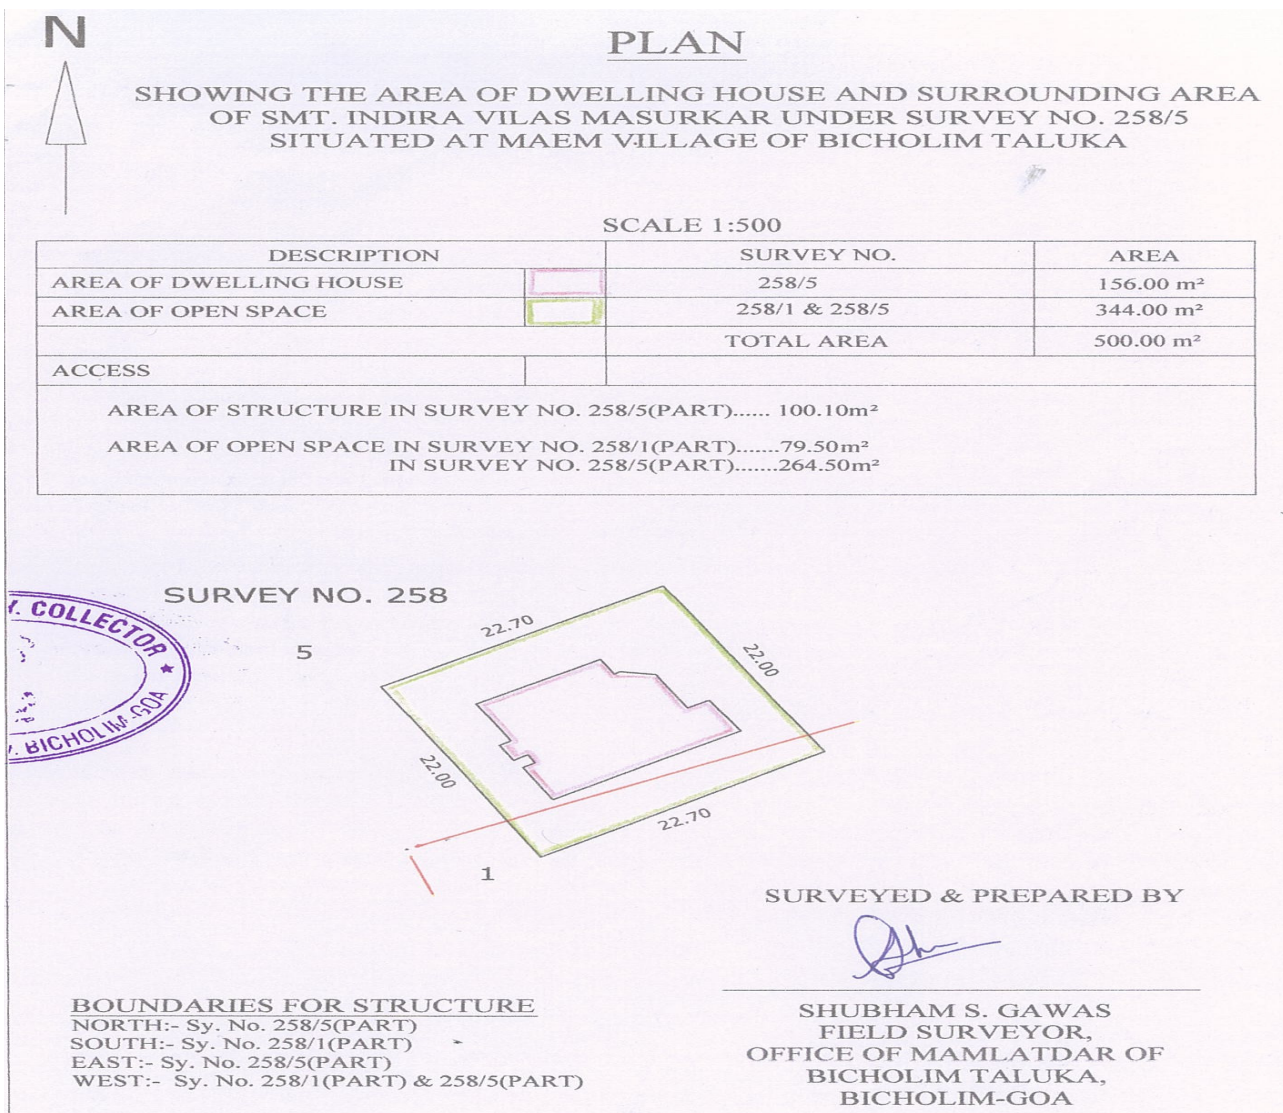 N
PLAN
SHOWING THE AREA OF DWELLING HOUSE AND SURROUNDING AREA
OF SMT. INDIRA VILAS MASURKAR UNDER SURVEY NO. 258/5
SITUATED AT MAEM VILLAGE OF BICHOLIM TALUKA
SCALE 1:500
DESCRIPTION SURVEY NO. AREA
AREA OF DWELLING HOUSE 258/5 156.00 m²
AREA OF OPEN SPACE 258/1 & 258/5 344.00 m²
TOTAL AREA 500.00 m²
ACCESS
AREA OF STRUCTURE IN SURVEY NO. 258/5(PART)...... 100.10m²
AREA OF OPEN SPACE IN SURVEY NO. 258/1(PART).......79.50m²
IN SURVEY NO. 258/5(PART).......264.50m²
SURVEY NO. 258
5
COLLECTOR
BICHOLIM-GOA
22.70
22.00
22.00
22.70
1
SURVEYED & PREPARED BY
SHUBHAM S. GAWAS
FIELD SURVEYOR,
OFFICE OF MAMLATDAR OF
BICHOLIM TALUKA,
BICHOLIM-GOA
BOUNDARIES FOR STRUCTURE
NORTH:- Sy. No. 258/5(PART)
SOUTH:- Sy. No. 258/1(PART)
EAST:- Sy. No. 258/5(PART)
WEST:- Sy. No. 258/1(PART) & 258/5(PART)